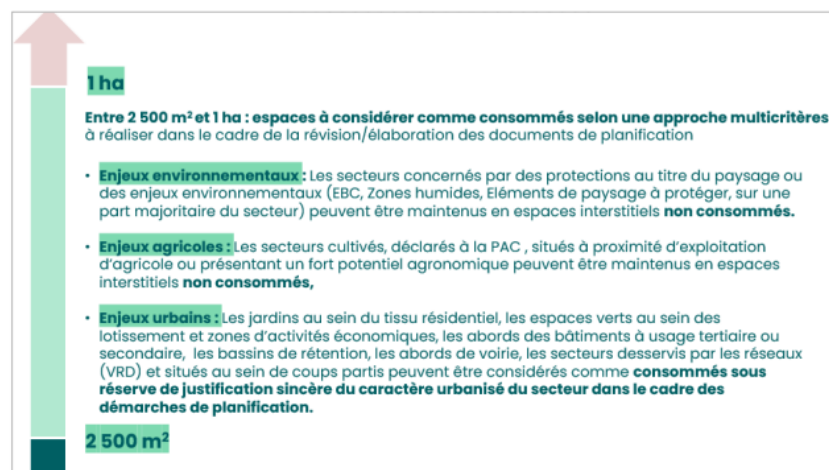 1 ha
Entre 2 500 m² et 1 ha : espaces à considérer comme consommés selon une approche multicritères
à réaliser dans le cadre de la révision/élaboration des documents de planification
• Enjeux environnementaux : Les secteurs concernés par des protections au titre du paysage ou
des enjeux environnementaux (EBC, Zones humides, Eléments de paysage à protéger, sur une
part majoritaire du secteur) peuvent être maintenus en espaces interstitiels non consommés.
• Enjeux agricoles : Les secteurs cultivés, déclarés à la PAC , situés à proximité d'exploitation
d'agricole ou présentant un fort potentiel agronomique peuvent être maintenus en espaces
interstitiels non consommés,
• Enjeux urbains : Les jardins au sein du tissu résidentiel, les espaces verts au sein des
lotissement et zones d'activités économiques, les abords des bâtiments à usage tertiaire ou
secondaire, les bassins de rétention, les abords de voirie, les secteurs desservis par les réseaux
(VRD) et situés au sein de coups partis peuvent être considérés comme consommés sous
réserve de justification sincère du caractère urbanisé du secteur dans le cadre des
démarches de planification.
2 500 m²